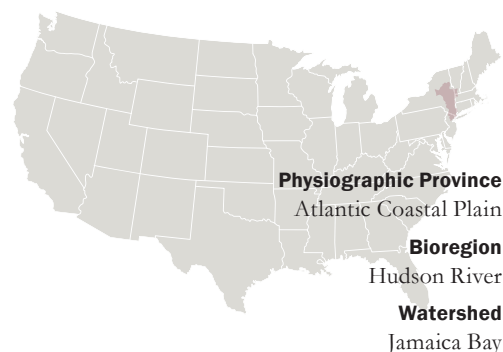 Physiographic Province
Atlantic Coastal Plain
Bioregion
Hudson River
Watershed
Jamaica Bay